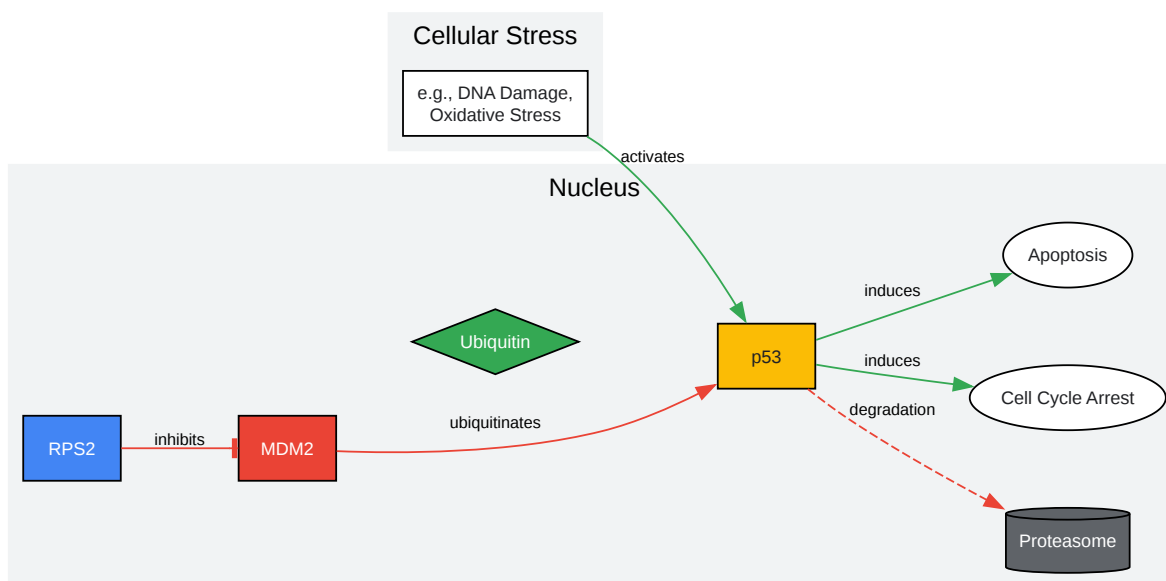 Cellular Stress
e.g., DNA Damage,
Oxidative Stress
activates
Nucleus
Apoptosis
induces
Ubiquitin
p53
induces
Cell Cycle Arrest
degradation
ubiquitinates
RPS2
inhibits
MDM2
Proteasome